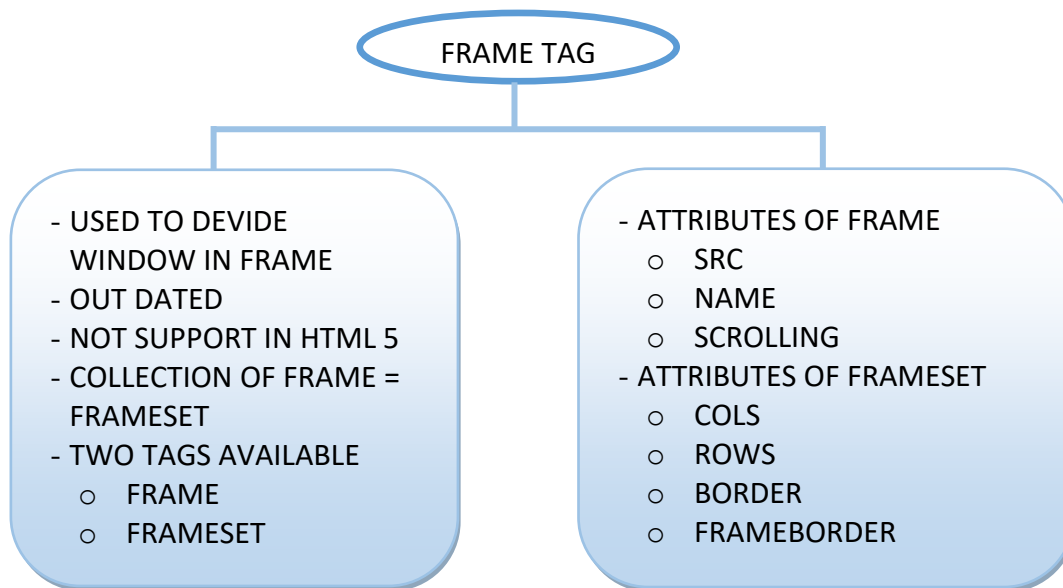 FRAME TAG
- USED TO DEVIDE
WINDOW IN FRAME
- OUT DATED
- NOT SUPPORT IN HTML 5
- COLLECTION OF FRAME =
FRAMESET
- TWO TAGS AVAILABLE
o FRAME
o FRAMESET
- ATTRIBUTES OF FRAME
o SRC
o NAME
o SCROLLING
- ATTRIBUTES OF FRAMESET
o COLS
o ROWS
o BORDER
o FRAMEBORDER